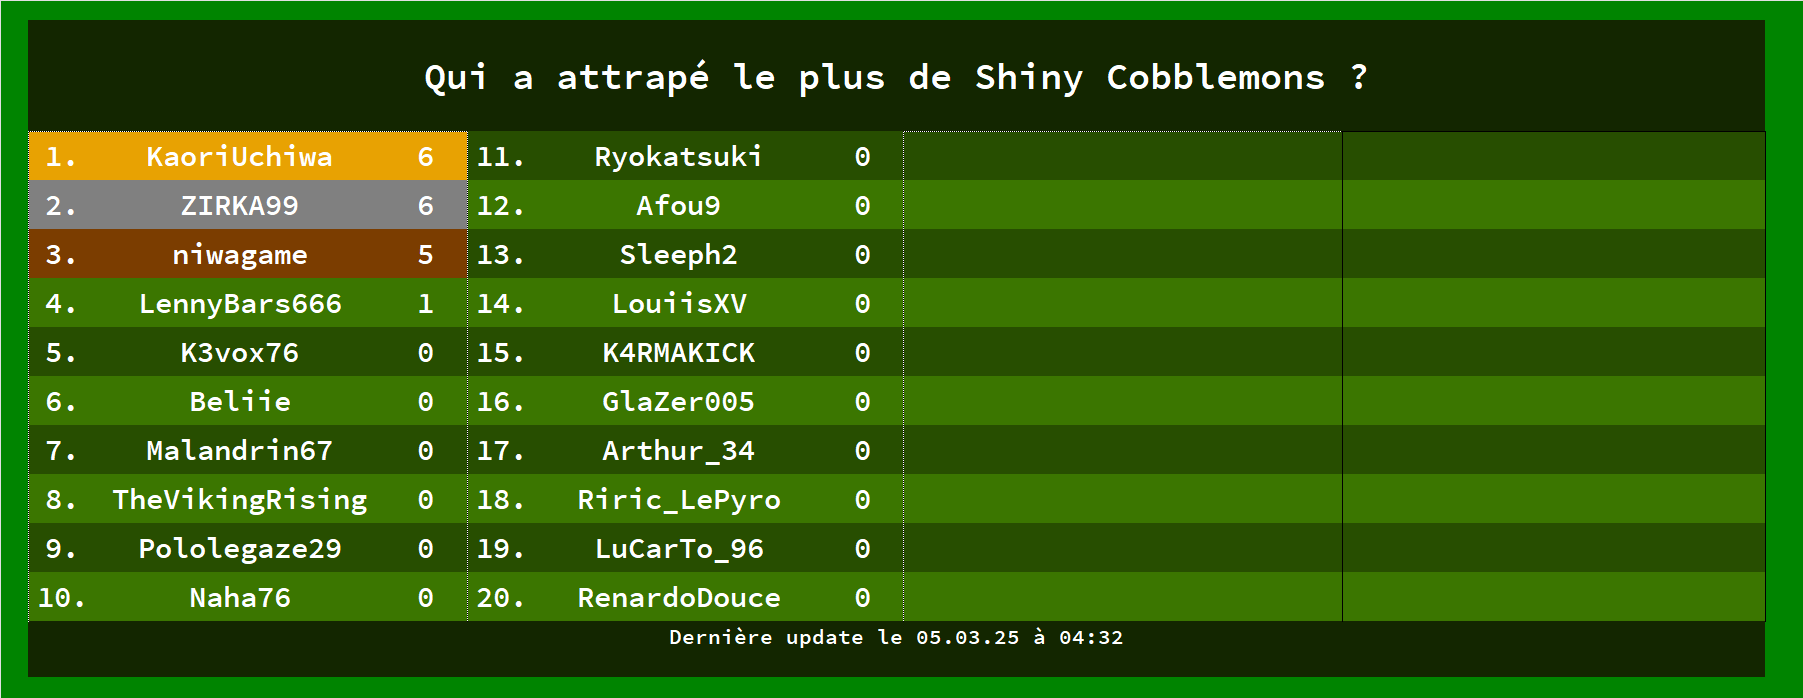 Qui a attrapé le plus de Shiny Cobblemons ?
1. KaoriUchiwa 6
2. ZIRKA99 6
3. niwagame 5
4. LennyBars666 1
5. K3vox76 0
6. Beliie 0
7. Malandrin67 0
8. TheVikingRising 0
9. Pololegaze29 0
10. Naha76 0
11. Ryokatsuki 0
12. Afou9 0
13. Sleeph2 0
14. LouiisXV 0
15. K4RMAKICK 0
16. GlaZer005 0
17. Arthur_34 0
18. Riric_LePyro 0
19. LuCarTo_96 0
20. RenardoDouce 0
Dernière update le 05.03.25 à 04:32